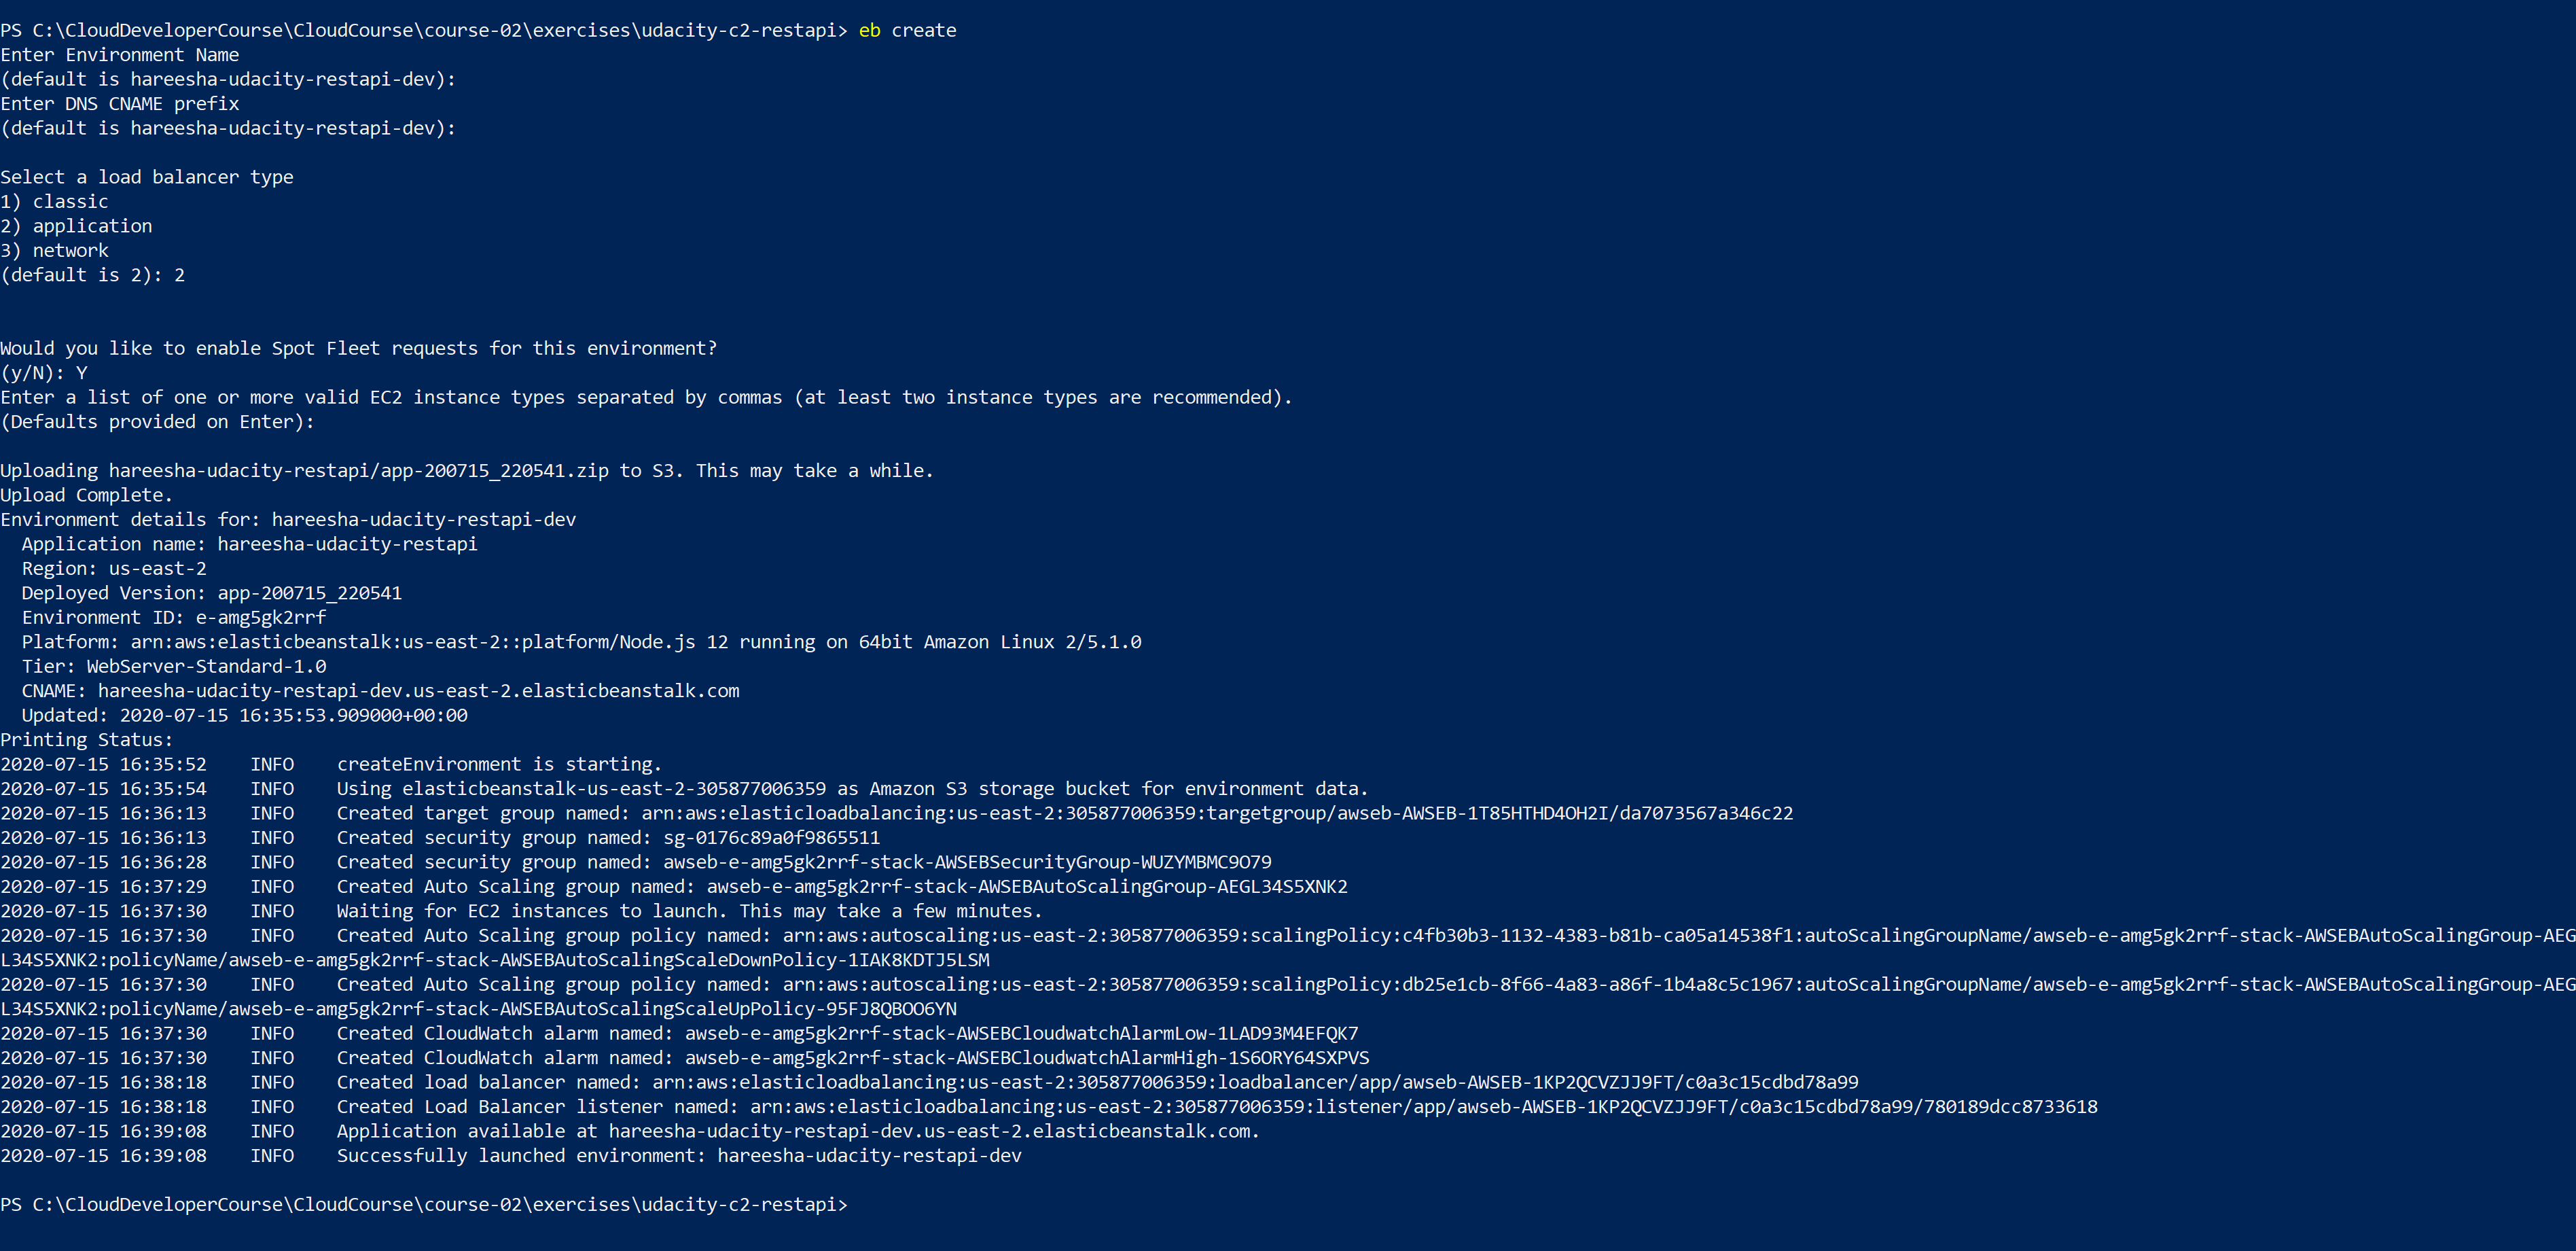 PS C:\CloudDeveloperCourse\CloudCourse\course-02\exercises\udacity-c2-restapi> eb create
Enter Environment Name
(default is hareesha-udacity-restapi-dev):
Enter DNS CNAME prefix
(default is hareesha-udacity-restapi-dev):
Select a load balancer type
1) classic
2) application
3) network
(default is 2): 2
Would you like to enable Spot Fleet requests for this environment?
(y/N): Y
Enter a list of one or more valid EC2 instance types separated by commas (at least two instance types are recommended).
(Defaults provided on Enter):
Uploading hareesha-udacity-restapi/app-200715_220541.zip to S3. This may take a while.
Upload Complete.
Environment details for: hareesha-udacity-restapi-dev
  Application name: hareesha-udacity-restapi
  Region: us-east-2
  Deployed Version: app-200715_220541
  Environment ID: e-amg5gk2rrf
  Platform: arn:aws:elasticbeanstalk:us-east-2::platform/Node.js 12 running on 64bit Amazon Linux 2/5.1.0
  Tier: WebServer-Standard-1.0
  CNAME: hareesha-udacity-restapi-dev.us-east-2.elasticbeanstalk.com
  Updated: 2020-07-15 16:35:53.909000+00:00
Printing Status:
2020-07-15 16:35:52    INFO    createEnvironment is starting.
2020-07-15 16:35:54    INFO    Using elasticbeanstalk-us-east-2-305877006359 as Amazon S3 storage bucket for environment data.
2020-07-15 16:36:13    INFO    Created target group named: arn:aws:elasticloadbalancing:us-east-2:305877006359:targetgroup/awseb-AWSEB-1T85HTHD4OH2I/da7073567a346c22
2020-07-15 16:36:13    INFO    Created security group named: sg-0176c89a0f9865511
2020-07-15 16:36:28    INFO    Created security group named: awseb-e-amg5gk2rrf-stack-AWSEBSecurityGroup-WUZYMBMC9O79
2020-07-15 16:37:29    INFO    Created Auto Scaling group named: awseb-e-amg5gk2rrf-stack-AWSEBAutoScalingGroup-AEGL34S5XNK2
2020-07-15 16:37:30    INFO    Waiting for EC2 instances to launch. This may take a few minutes.
2020-07-15 16:37:30    INFO    Created Auto Scaling group policy named: arn:aws:autoscaling:us-east-2:305877006359:scalingPolicy:c4fb30b3-1132-4383-b81b-ca05a14538f1:autoScalingGroupName/awseb-e-amg5gk2rrf-stack-AWSEBAutoScalingGroup-AEG
L34S5XNK2:policyName/awseb-e-amg5gk2rrf-stack-AWSEBAutoScalingScaleDownPolicy-1IAK8KDTJ5LSM
2020-07-15 16:37:30    INFO    Created Auto Scaling group policy named: arn:aws:autoscaling:us-east-2:305877006359:scalingPolicy:db25e1cb-8f66-4a83-a86f-1b4a8c5c1967:autoScalingGroupName/awseb-e-amg5gk2rrf-stack-AWSEBAutoScalingGroup-AEG
L34S5XNK2:policyName/awseb-e-amg5gk2rrf-stack-AWSEBAutoScalingScaleUpPolicy-95FJ8QBOO6YN
2020-07-15 16:37:30    INFO    Created CloudWatch alarm named: awseb-e-amg5gk2rrf-stack-AWSEBCloudwatchAlarmLow-1LAD93M4EFQK7
2020-07-15 16:37:30    INFO    Created CloudWatch alarm named: awseb-e-amg5gk2rrf-stack-AWSEBCloudwatchAlarmHigh-1S6ORY64SXPVS
2020-07-15 16:38:18    INFO    Created load balancer named: arn:aws:elasticloadbalancing:us-east-2:305877006359:loadbalancer/app/awseb-AWSEB-1KP2QCVZJJ9FT/c0a3c15cdbd78a99
2020-07-15 16:38:18    INFO    Created Load Balancer listener named: arn:aws:elasticloadbalancing:us-east-2:305877006359:listener/app/awseb-AWSEB-1KP2QCVZJJ9FT/c0a3c15cdbd78a99/780189dcc8733618
2020-07-15 16:39:08    INFO    Application available at hareesha-udacity-restapi-dev.us-east-2.elasticbeanstalk.com.
2020-07-15 16:39:08    INFO    Successfully launched environment: hareesha-udacity-restapi-dev
PS C:\CloudDeveloperCourse\CloudCourse\course-02\exercises\udacity-c2-restapi>